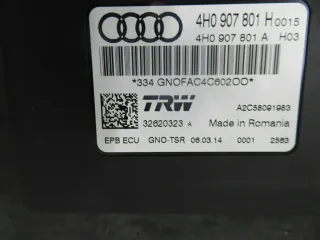 4H0 907 801 H 0015
4H0 907 801 A H03
*334 GNOFAC4C602OO*
TRW
A2C58091983
32620323 A
Made in Romania
EPB ECU GNO-TSR 06.03.14 0001 2563